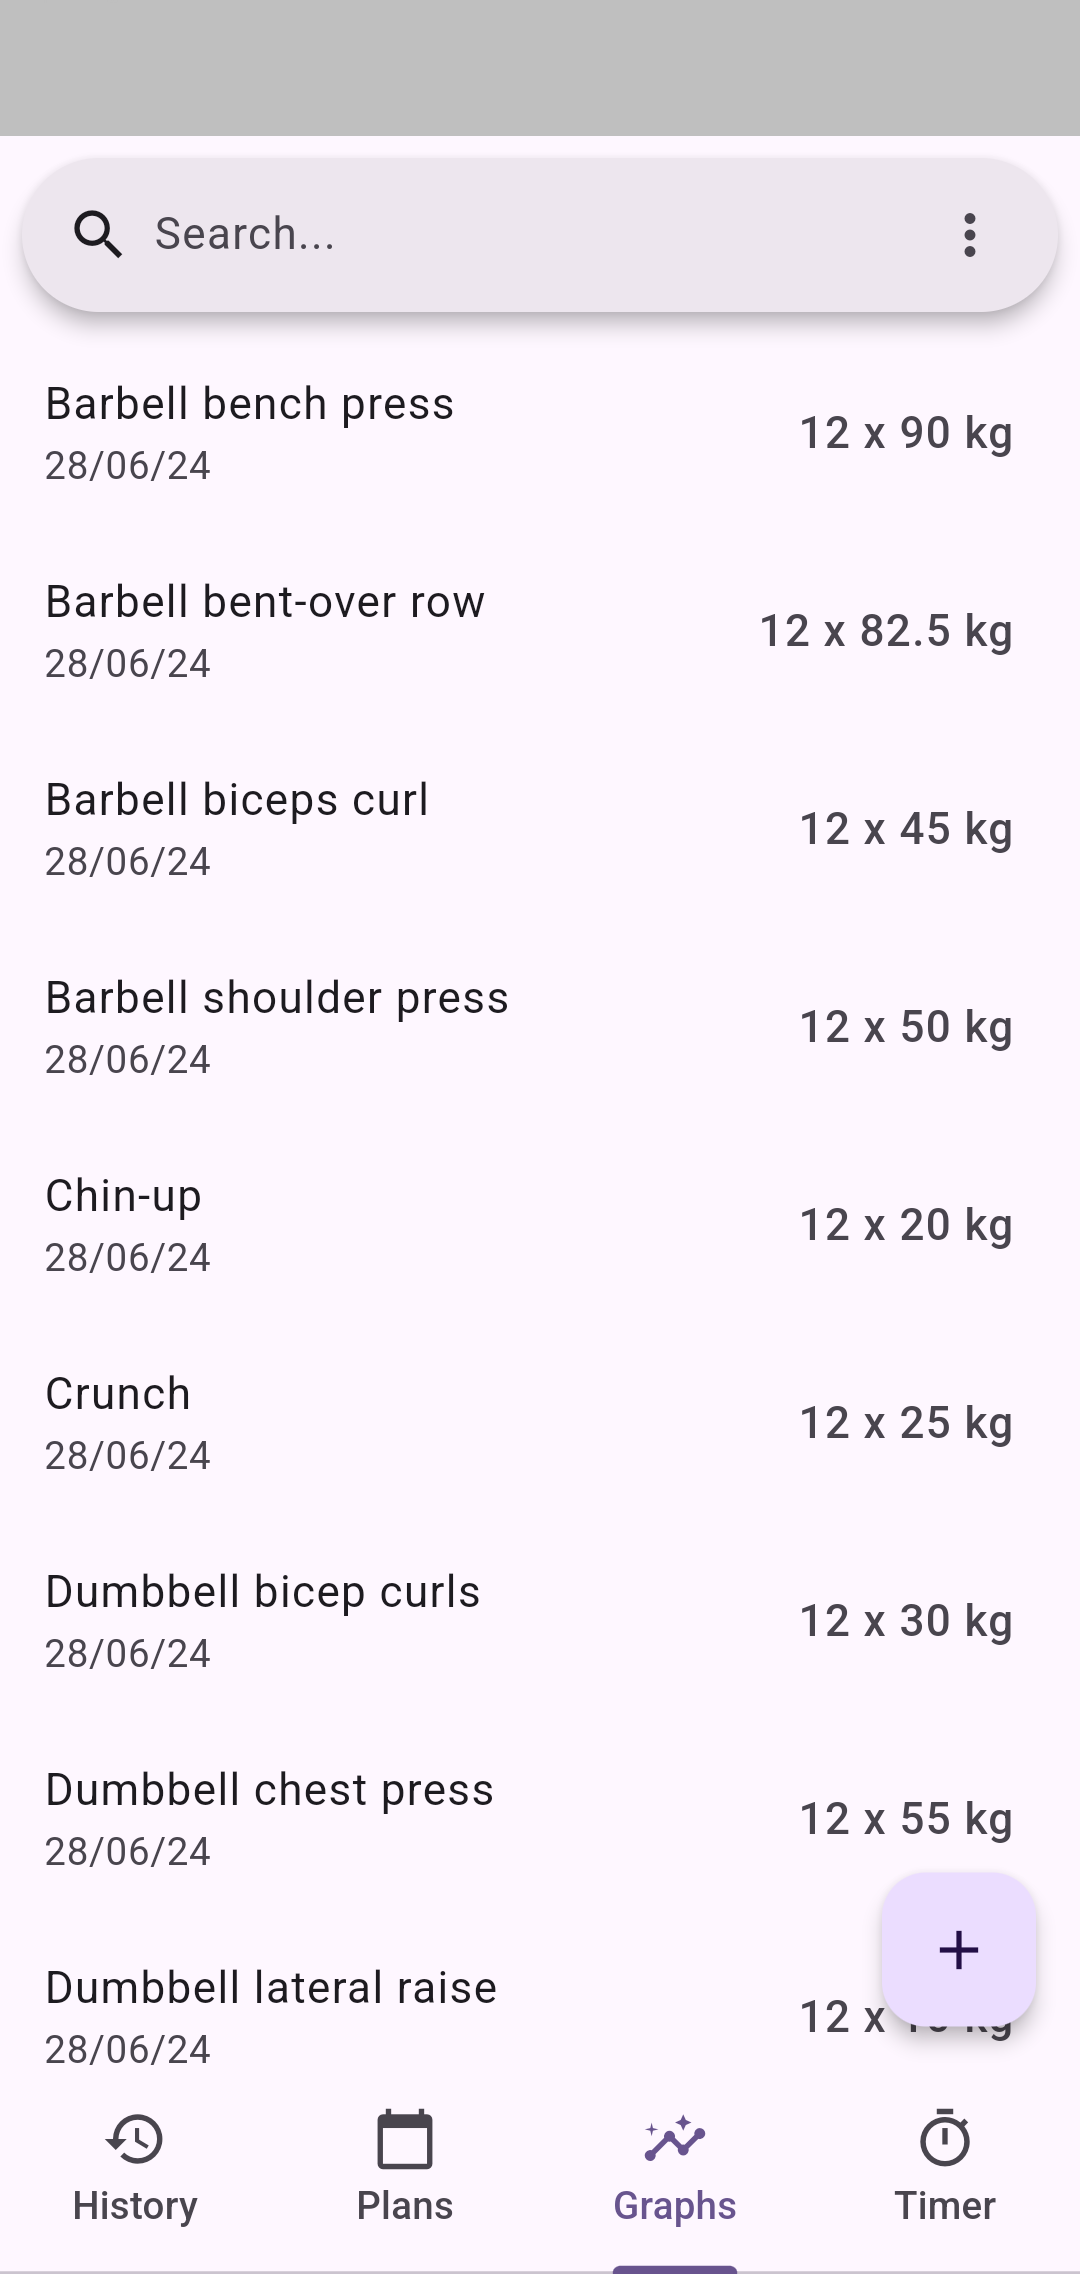 Search...
Barbell bench press
28/06/24
12 x 90 kg
Barbell bent-over row
28/06/24
12 x 82.5 kg
Barbell biceps curl
28/06/24
12 x 45 kg
Barbell shoulder press
28/06/24
12 x 50 kg
Chin-up
28/06/24
12 x 20 kg
Crunch
28/06/24
12 x 25 kg
Dumbbell bicep curls
28/06/24
12 x 30 kg
Dumbbell chest press
28/06/24
12 x 55 kg
Dumbbell lateral raise
28/06/24
12 x kg
History
Plans
Graphs
Timer